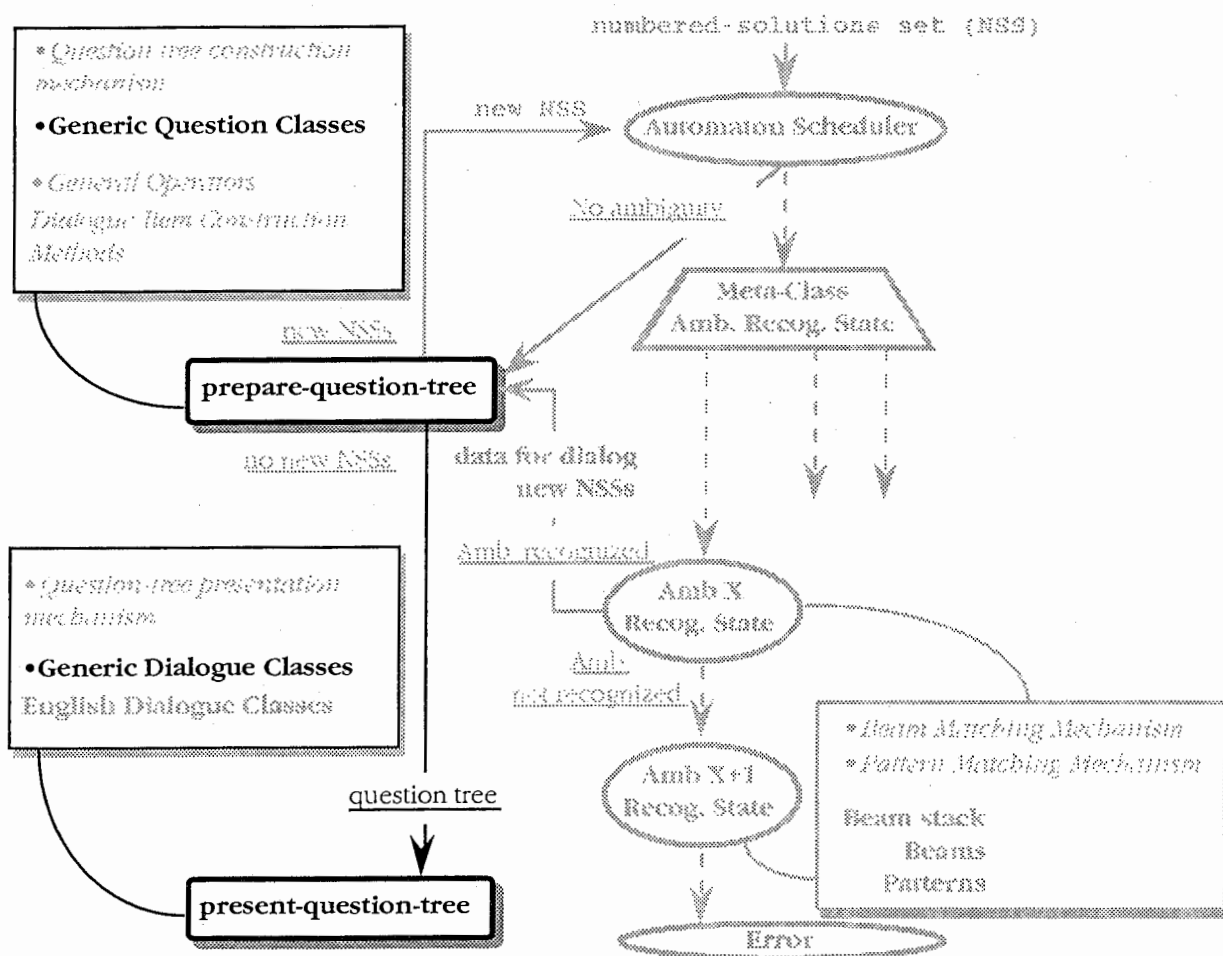 numbered-solutions set (NSS)
•Question tree construction
mechanism
•Generic Question Classes
•General Operators
Dialogue Item Construction
Methods
new NSS
Automaton Scheduler
No ambiguity
Meta-Class
Amb. Recog. State
new NSSs
prepare-question-tree
no new NSSs
data for dialog
new NSSs
Amb. recognized
•Question-tree presentation
mechanism
•Generic Dialogue Classes
English Dialogue Classes
Amb X
Recog. State
Amb.
not recognized
•Beam Matching Mechanism
•Pattern Matching Mechanism
Beam stack
Beams
Patterns
Amb X+1
Recog. State
question tree
present-question-tree
Error